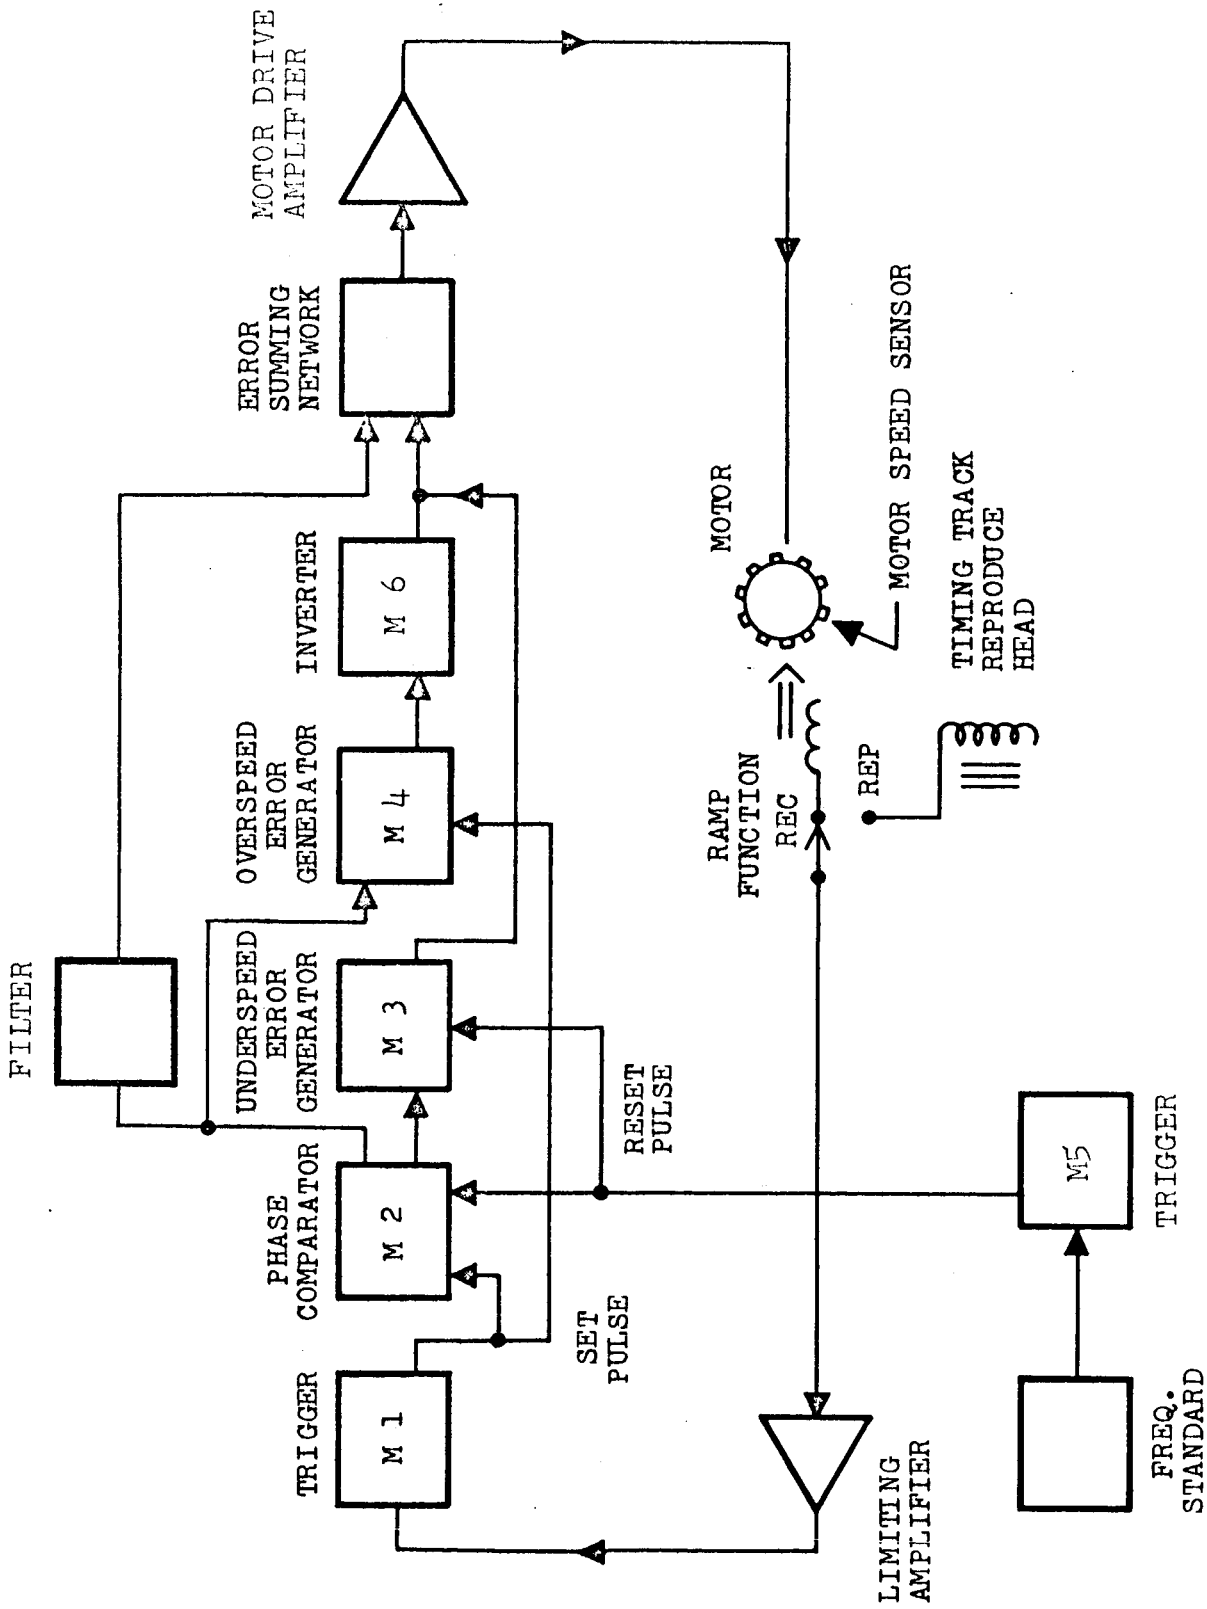 FILTER
MOTOR DRIVE
AMPLIFIER
ERROR
SUMMING
NETWORK
INVERTER
M 6
OVERSPEED
ERROR
GENERATOR
M 4
UNDERSPEED
ERROR
GENERATOR
M 3
PHASE
COMPARATOR
M 2
TRIGGER
M 1
SET
PULSE
RESET
PULSE
RAMP
FUNCTION
REC
REP
MOTOR
MOTOR SPEED SENSOR
TIMING TRACK
REPRODUCE
HEAD
LIMITING
AMPLIFIER
M5
TRIGGER
FREQ.
STANDARD